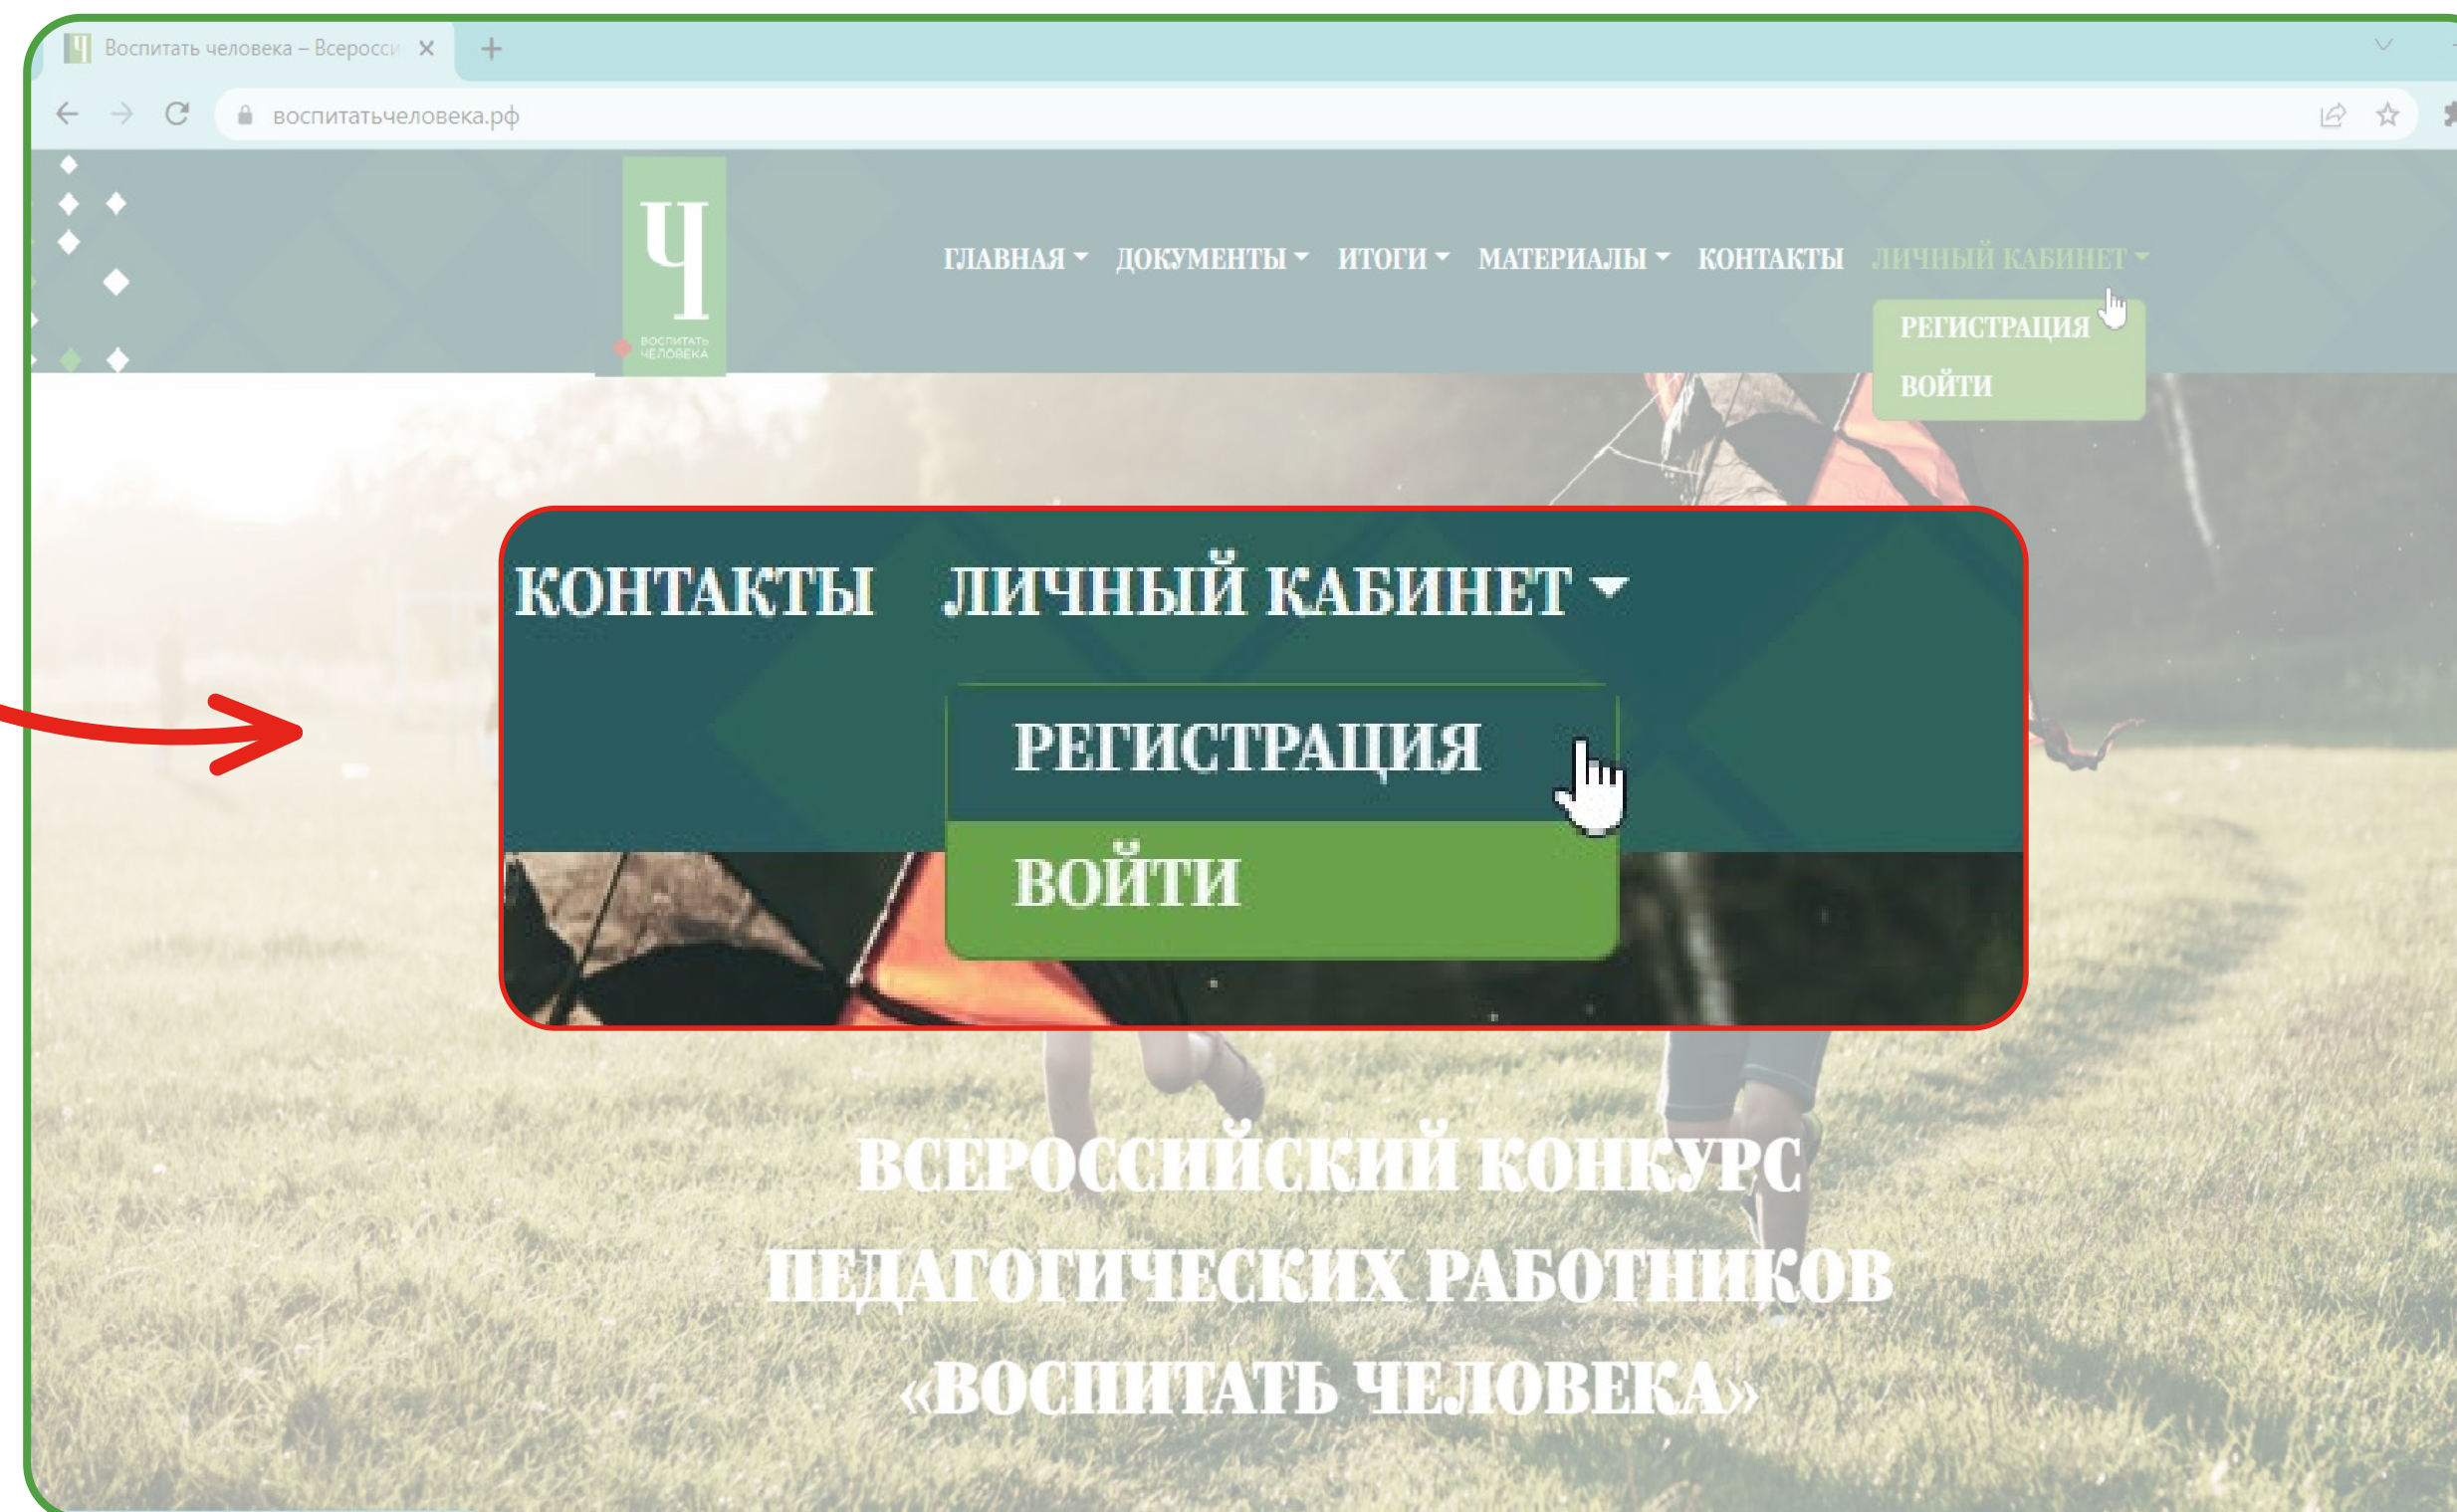 Воспитать человека – Всеросси
воспитатьчеловека.рф
Ч
ВОСПИТАТЬ
ЧЕЛОВЕКА
ГЛАВНАЯ ДОКУМЕНТЫ ИТОГИ МАТЕРИАЛЫ КОНТАКТЫ ЛИЧНЫЙ КАБИНЕТ
РЕГИСТРАЦИЯ
ВОЙТИ
КОНТАКТЫ ЛИЧНЫЙ КАБИНЕТ
РЕГИСТРАЦИЯ
ВОЙТИ
ВСЕРОССИЙСКИЙ КОНКУРС
ПЕДАГОГИЧЕСКИХ РАБОТНИКОВ
«ВОСПИТАТЬ ЧЕЛОВЕКА»